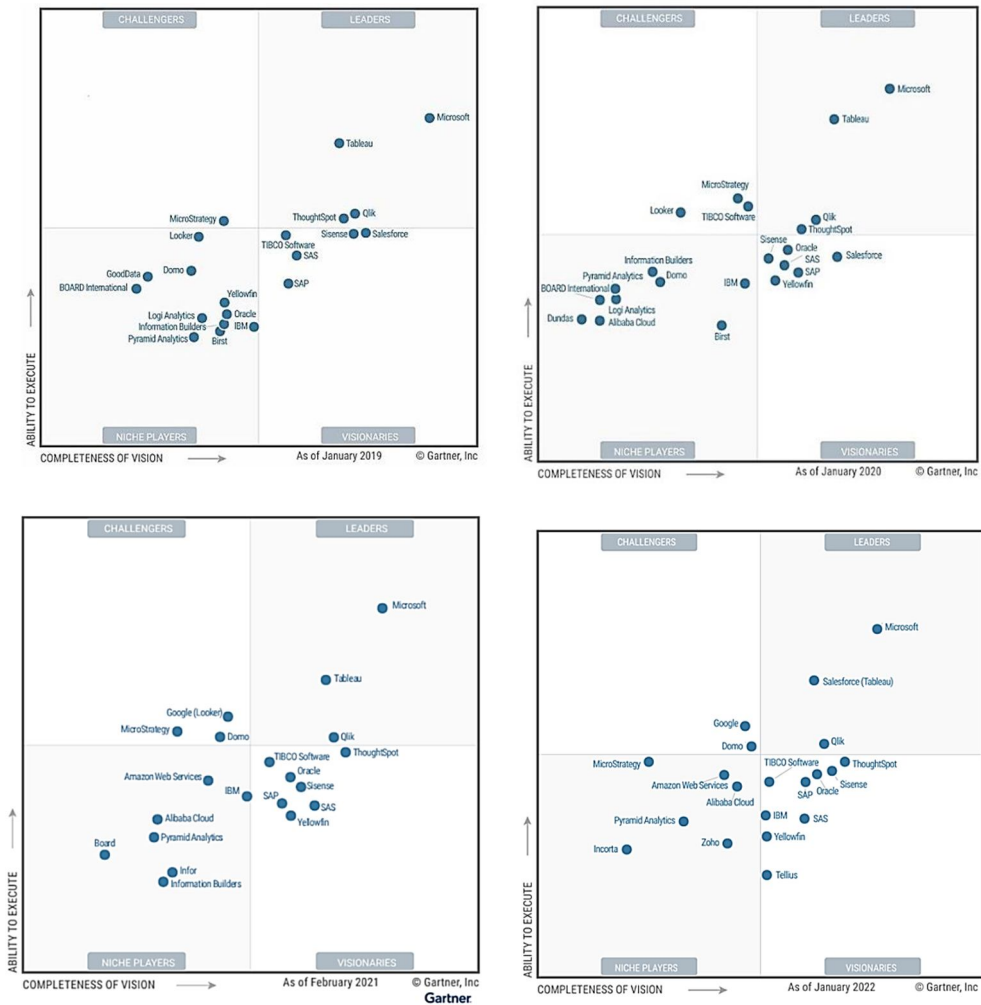 CHALLENGERS
LEADERS
Microsoft
Tableau
MicroStrategy
ThoughtSpot
Qlik
Looker
Sisense
Salesforce
TIBCO Software
SAS
Domo
GoodData
BOARD International
SAP
Yellowfin
Logi Analytics
Oracle
Information Builders
IBM
Pyramid Analytics
Birst
ABILITY TO EXECUTE
NICHE PLAYERS
VISIONARIES
COMPLETENESS OF VISION
As of January 2019
© Gartner, Inc
CHALLENGERS
LEADERS
Microsoft
Tableau
MicroStrategy
Looker
TIBCO Software
Qlik
ThoughtSpot
Sisense
Oracle
Salesforce
SAS
Information Builders
SAP
Pyramid Analytics
Domo
IBM
Yellowfin
BOARD International
Logi Analytics
Dundas
Alibaba Cloud
Birst
ABILITY TO EXECUTE
NICHE PLAYERS
VISIONARIES
COMPLETENESS OF VISION
As of January 2020
© Gartner, Inc
CHALLENGERS
LEADERS
Microsoft
Tableau
Google (Looker)
MicroStrategy
Domo
Qlik
ThoughtSpot
TIBCO Software
Oracle
Amazon Web Services
Sisense
IBM
SAP
SAS
Yellowfin
Alibaba Cloud
Pyramid Analytics
Board
Infor
Information Builders
ABILITY TO EXECUTE
NICHE PLAYERS
VISIONARIES
COMPLETENESS OF VISION
As of February 2021
© Gartner, Inc
Gartner
CHALLENGERS
LEADERS
Microsoft
Salesforce (Tableau)
Google
Domo
Qlik
MicroStrategy
TIBCO Software
ThoughtSpot
Amazon Web Services
Sisense
SAP
Oracle
Alibaba Cloud
IBM
SAS
Pyramid Analytics
Yellowfin
Zoho
Incorta
Tellius
ABILITY TO EXECUTE
NICHE PLAYERS
VISIONARIES
COMPLETENESS OF VISION
As of January 2022
© Gartner, Inc